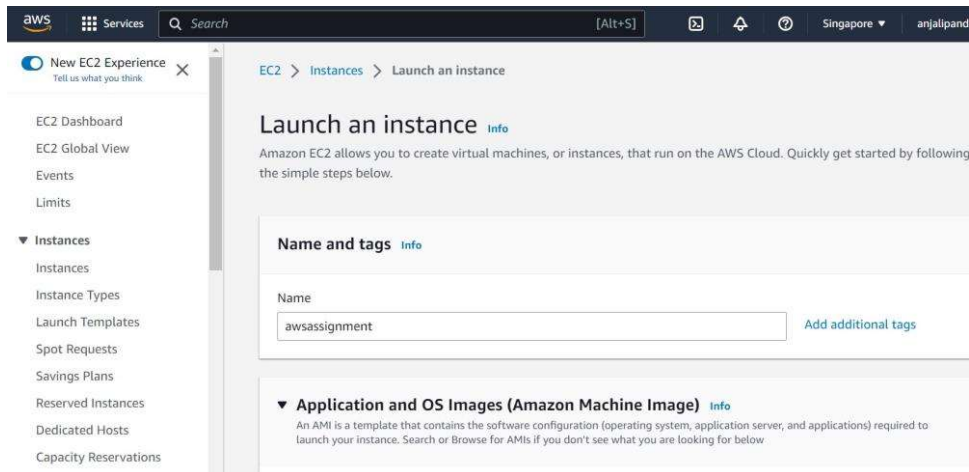 aws Services Search [Alt+S] Singapore ▼ anjalipand
New EC2 Experience
Tell us what you think
EC2 Dashboard
EC2 Global View
Events
Limits
▼ Instances
Instances
Instance Types
Launch Templates
Spot Requests
Savings Plans
Reserved Instances
Dedicated Hosts
Capacity Reservations
EC2 > Instances > Launch an instance
Launch an instance Info
Amazon EC2 allows you to create virtual machines, or instances, that run on the AWS Cloud. Quickly get started by following
the simple steps below.
Name and tags Info
Name
awsassignment Add additional tags
▼ Application and OS Images (Amazon Machine Image) Info
An AMI is a template that contains the software configuration (operating system, application server, and applications) required to
launch your instance. Search or Browse for AMIs if you don't see what you are looking for below